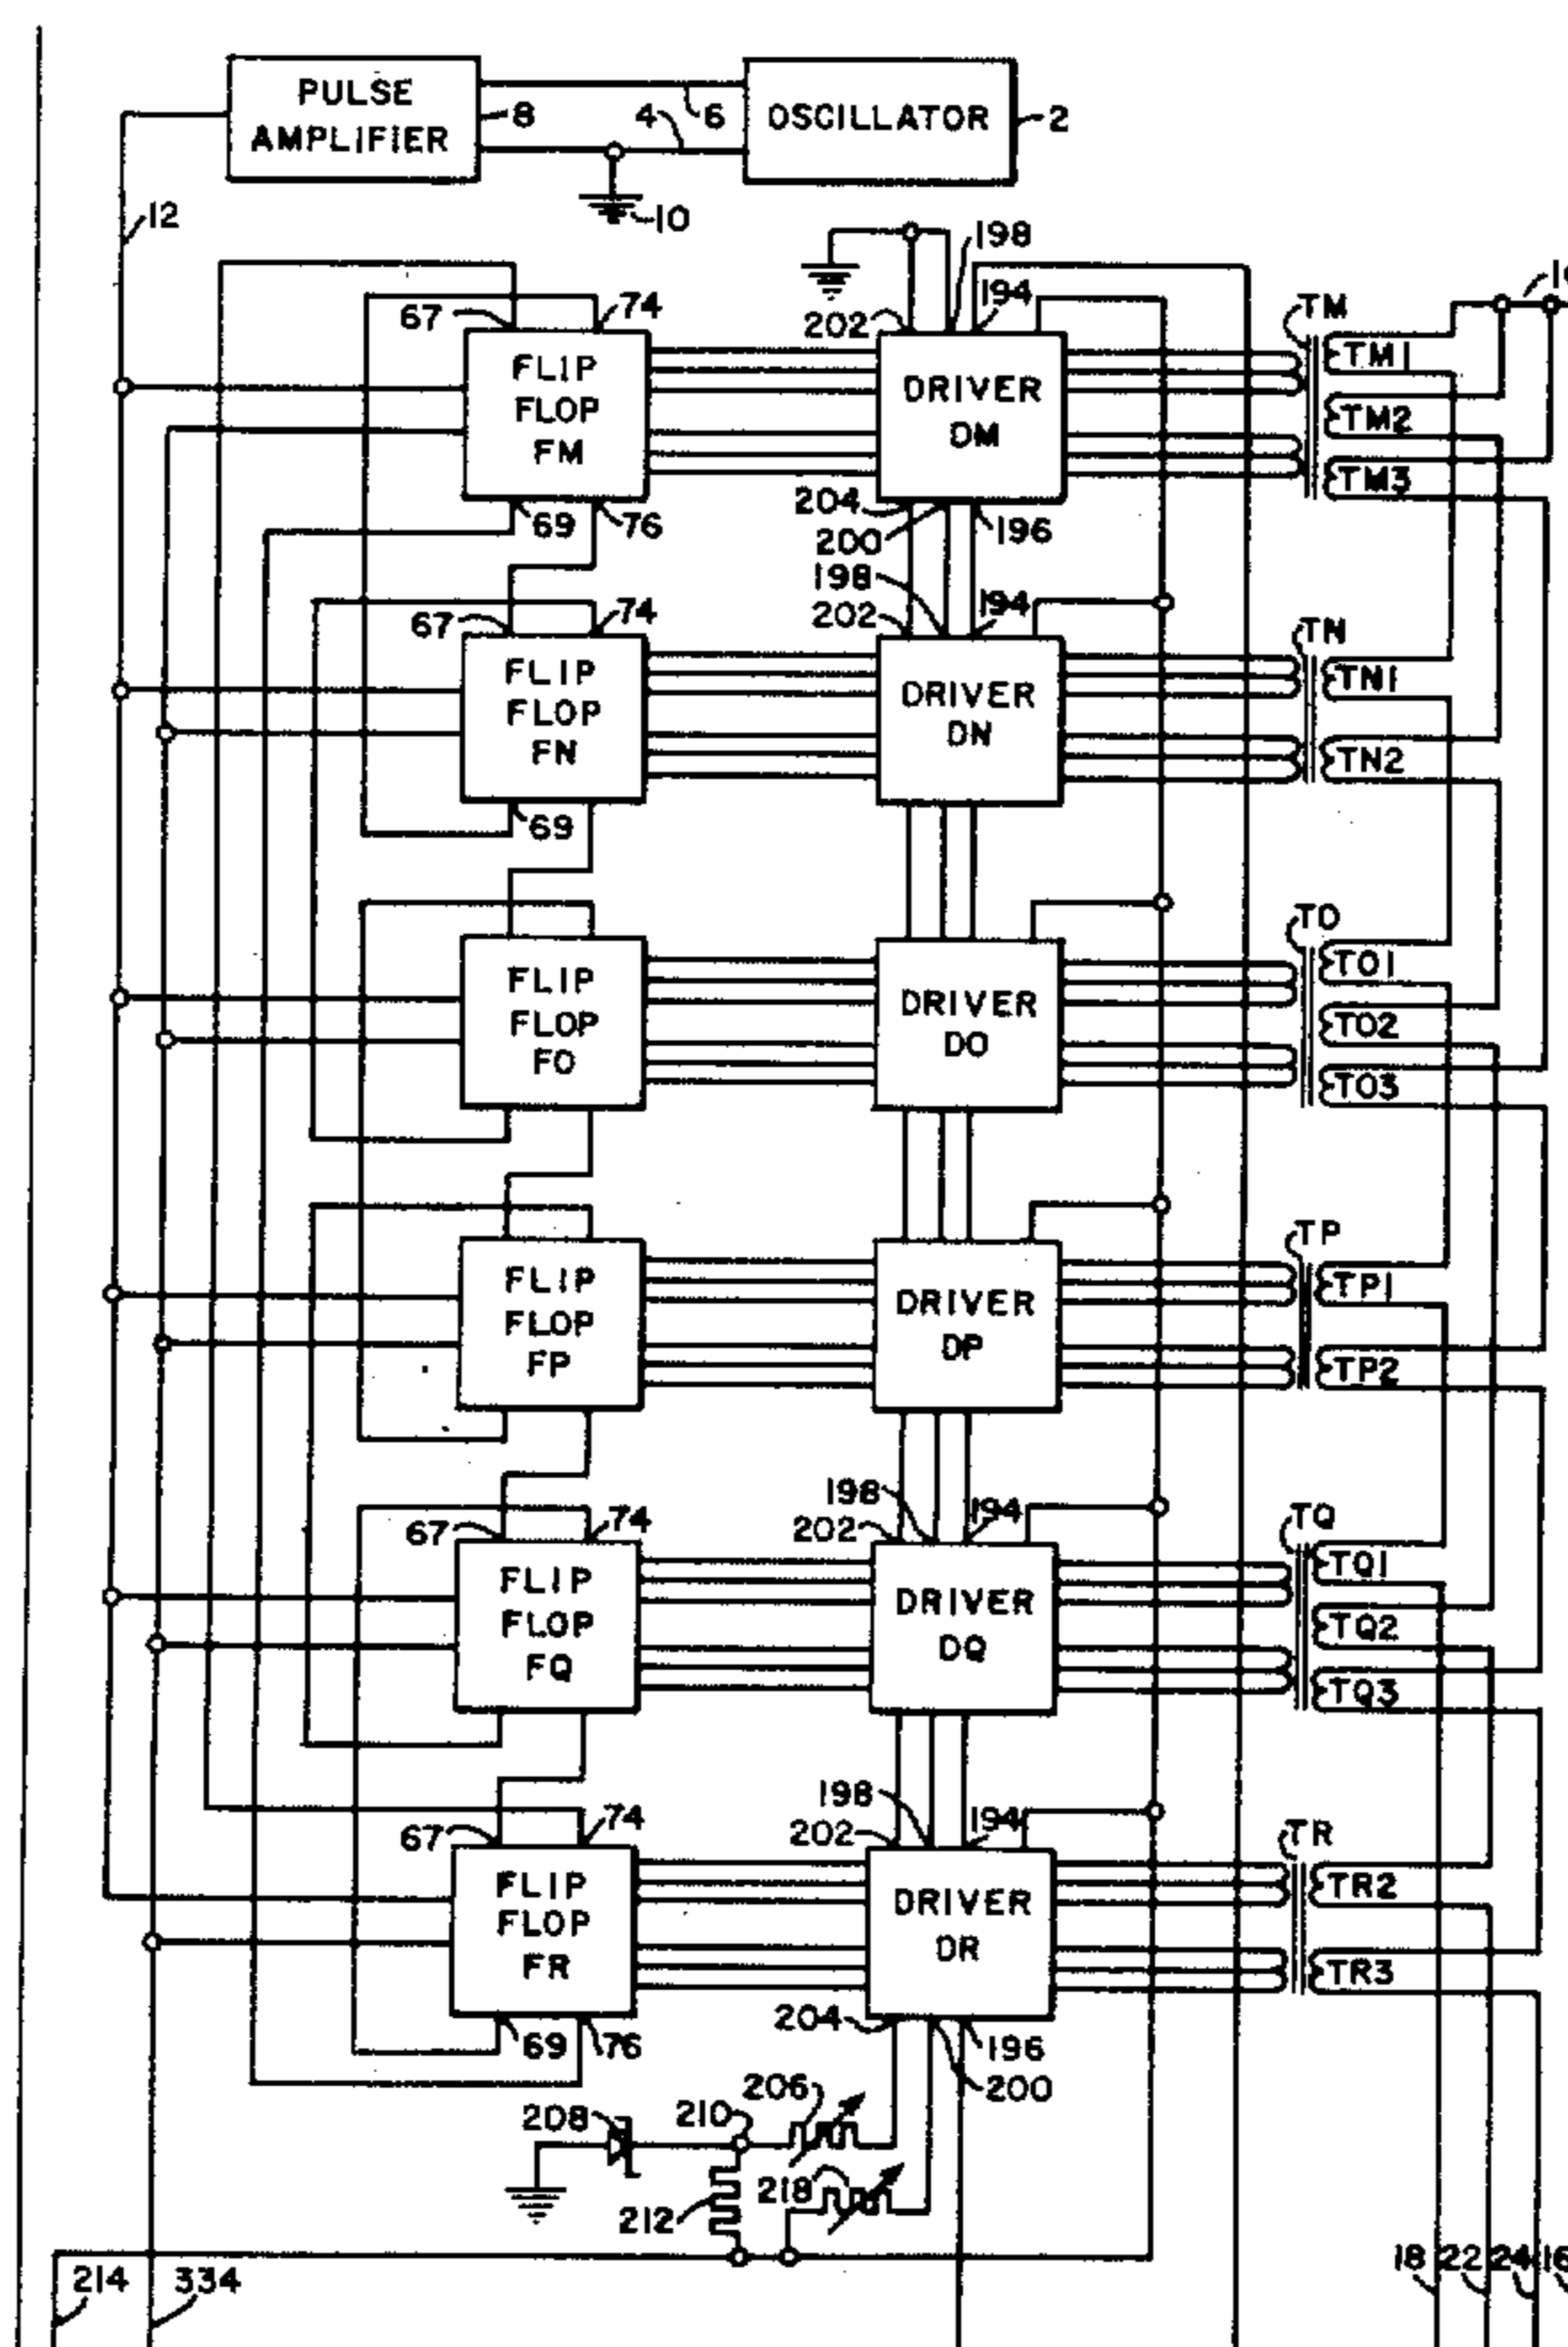 PULSE
AMPLIFIER
8
4
6
OSCILLATOR
2
12
10
198
67
74
202
194
TM
FLIP
FLOP
FM
DRIVER
DM
TM1
TM2
TM3
69
76
204
200
196
198
67
74
202
194
TN
FLIP
FLOP
FN
DRIVER
DN
TN1
TN2
69
TO
FLIP
FLOP
FO
DRIVER
DO
TO1
TO2
TO3
TP
FLIP
FLOP
FP
DRIVER
DP
TP1
TP2
67
74
198
202
194
TQ
FLIP
FLOP
FQ
DRIVER
DQ
TQ1
TQ2
TQ3
67
74
198
202
194
TR
FLIP
FLOP
FR
DRIVER
DR
TR2
TR3
69
76
204
196
200
206
208
210
212
218
214
334
18
22
24
16